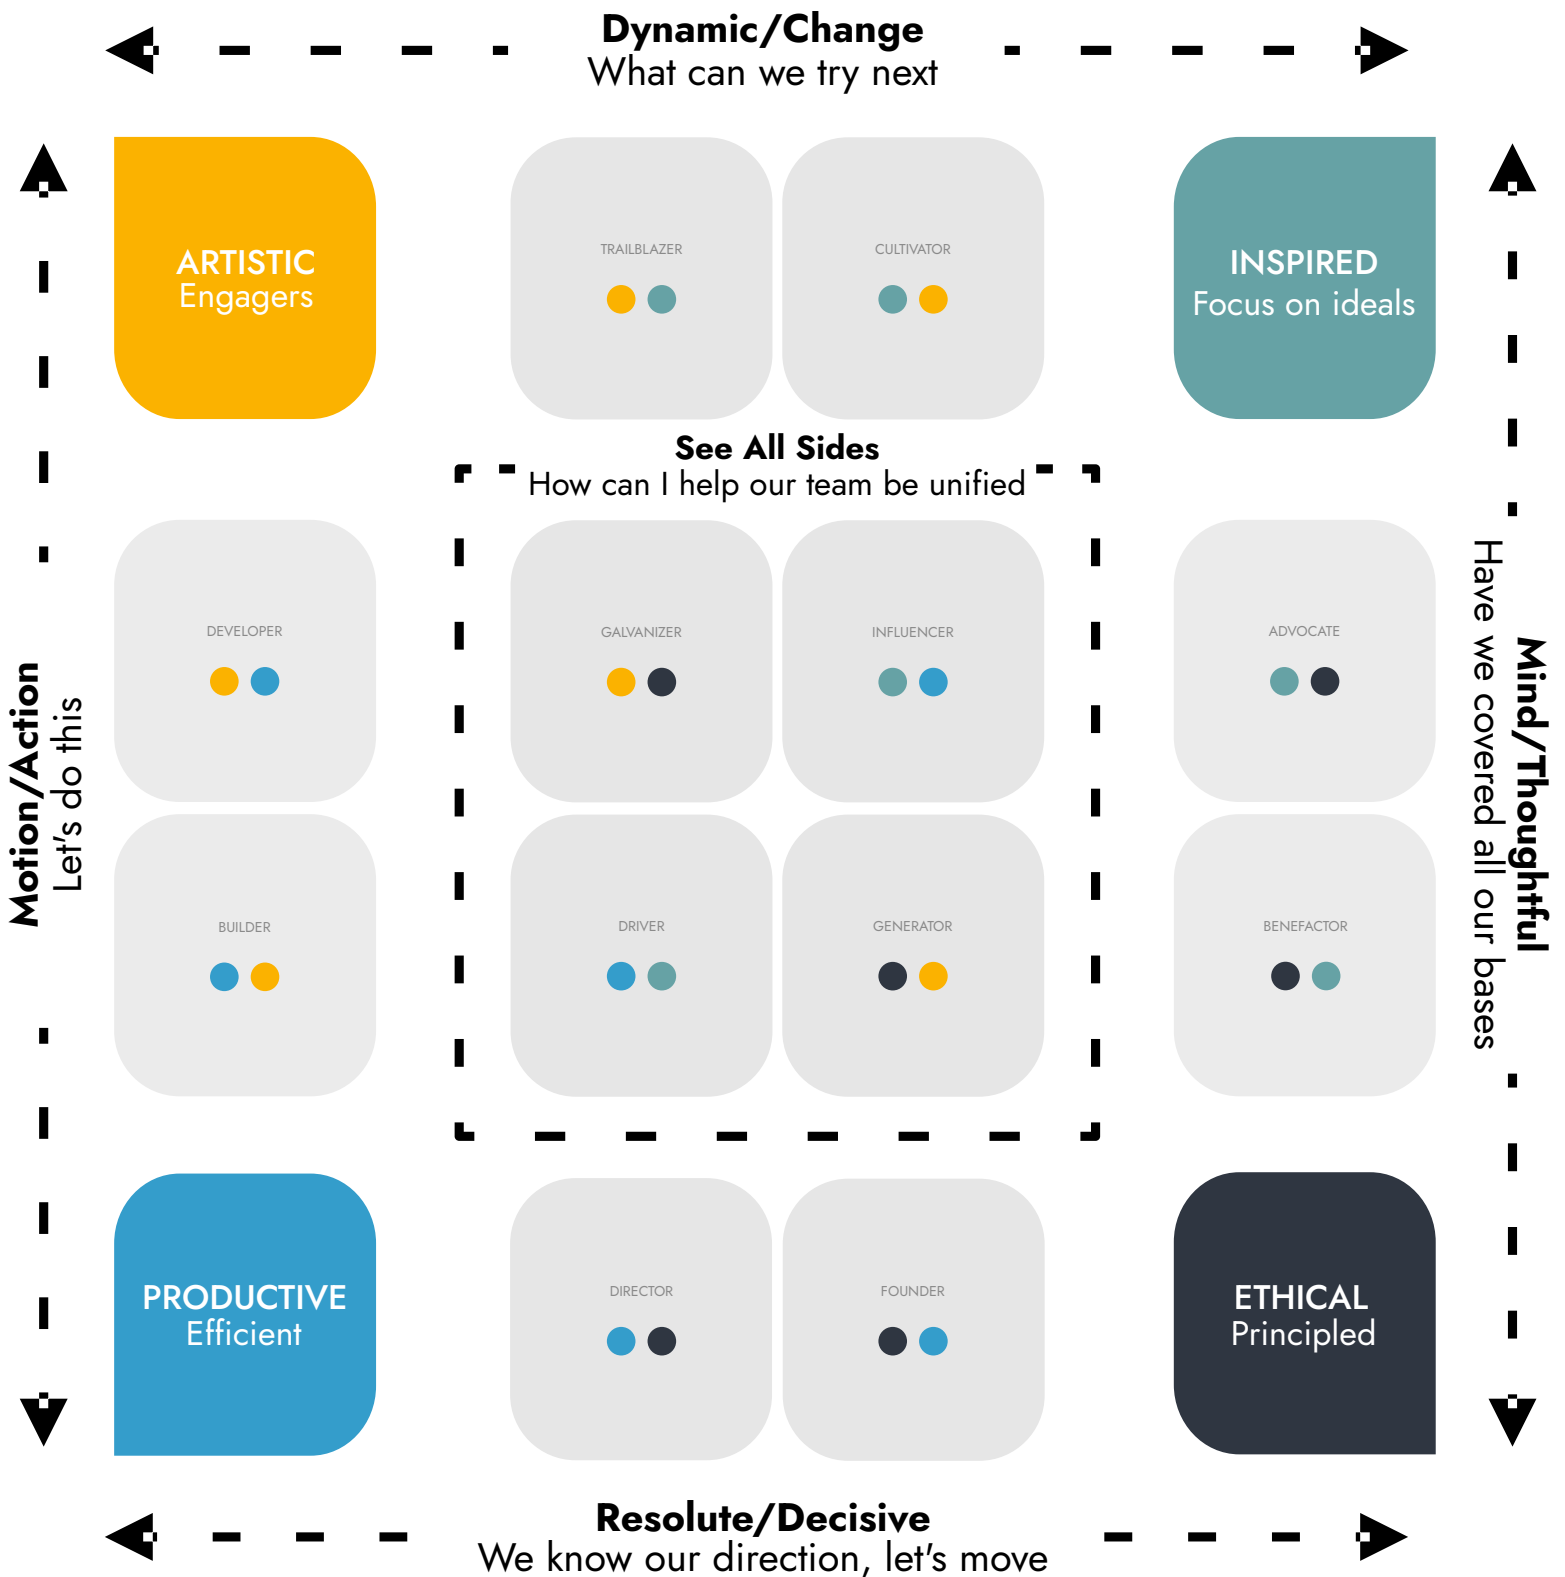 Dynamic/Change
What can we try next
ARTISTIC
Engagers
TRAILBLAZER
CULTIVATOR
INSPIRED
Focus on ideals
See All Sides
How can I help our team be unified
Motion/Action
Let's do this
DEVELOPER
GALVANIZER
INFLUENCER
ADVOCATE
Mind/Thoughtful
Have we covered all our bases
BUILDER
DRIVER
GENERATOR
BENEFACTOR
PRODUCTIVE
Efficient
DIRECTOR
FOUNDER
ETHICAL
Principled
Resolute/Decisive
We know our direction, let's move